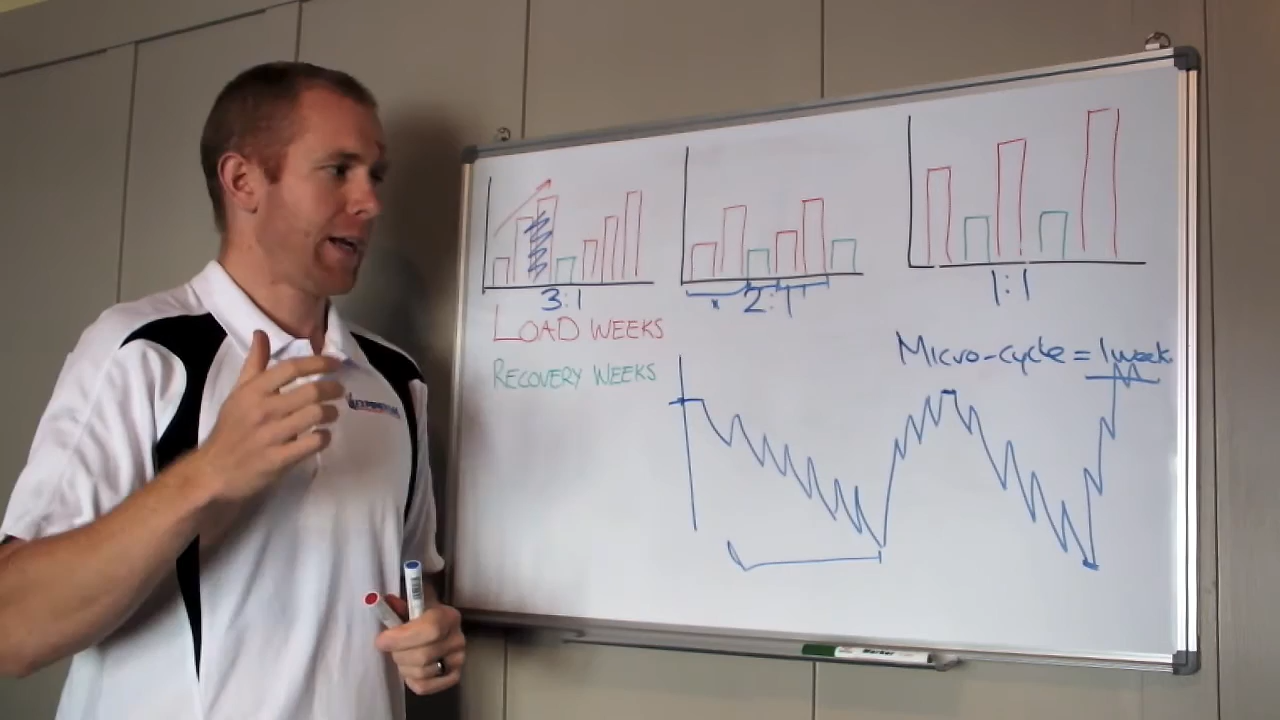 3:1
2:1
1:1
LOAD WEEKS
RECOVERY WEEKS
MICRO-CYCLE = 1 week